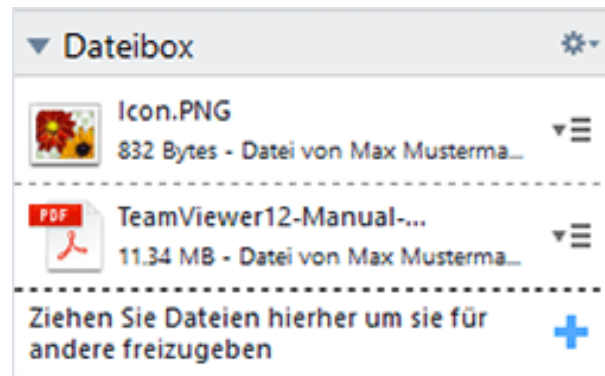 Dateibox
Icon.PNG
832 Bytes - Datei von Max Musterma...
PDF
TeamViewer12-Manual-...
11.34 MB - Datei von Max Musterma...
Ziehen Sie Dateien hierher um sie für
andere freizugeben